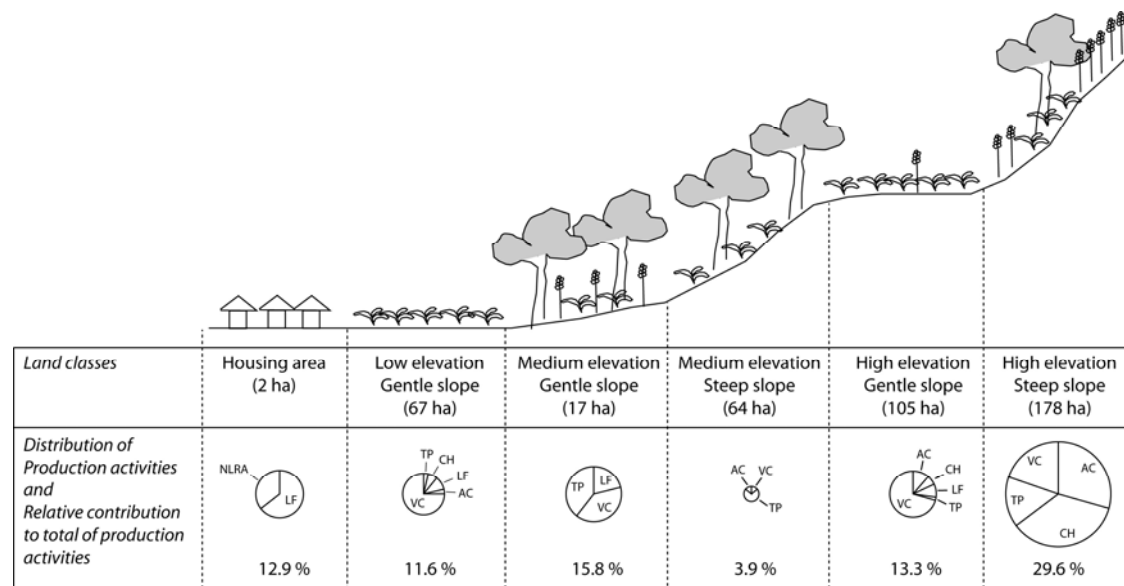 Land classes
Housing area
(2 ha)
Low elevation
Gentle slope
(67 ha)
Medium elevation
Gentle slope
(17 ha)
Medium elevation
Steep slope
(64 ha)
High elevation
Gentle slope
(105 ha)
High elevation
Steep slope
(178 ha)
Distribution of
Production activities
and
Relative contribution
to total of production
activities
NLRA
LF
12.9 %
TP
CH
LF
AC
VC
11.6 %
TP
LF
VC
15.8 %
AC
VC
TP
3.9 %
AC
CH
LF
TP
VC
13.3 %
VC
AC
TP
CH
29.6 %